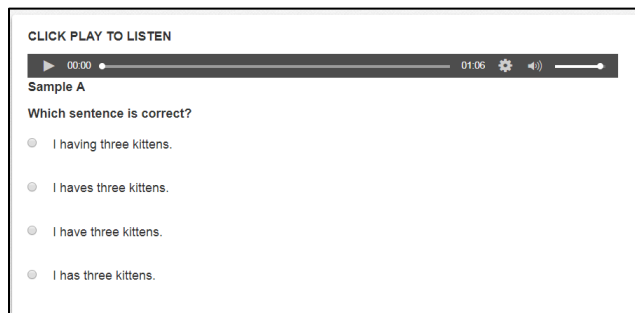 CLICK PLAY TO LISTEN
00:00 01:06
Sample A
Which sentence is correct?
I having three kittens.
I haves three kittens.
I have three kittens.
I has three kittens.